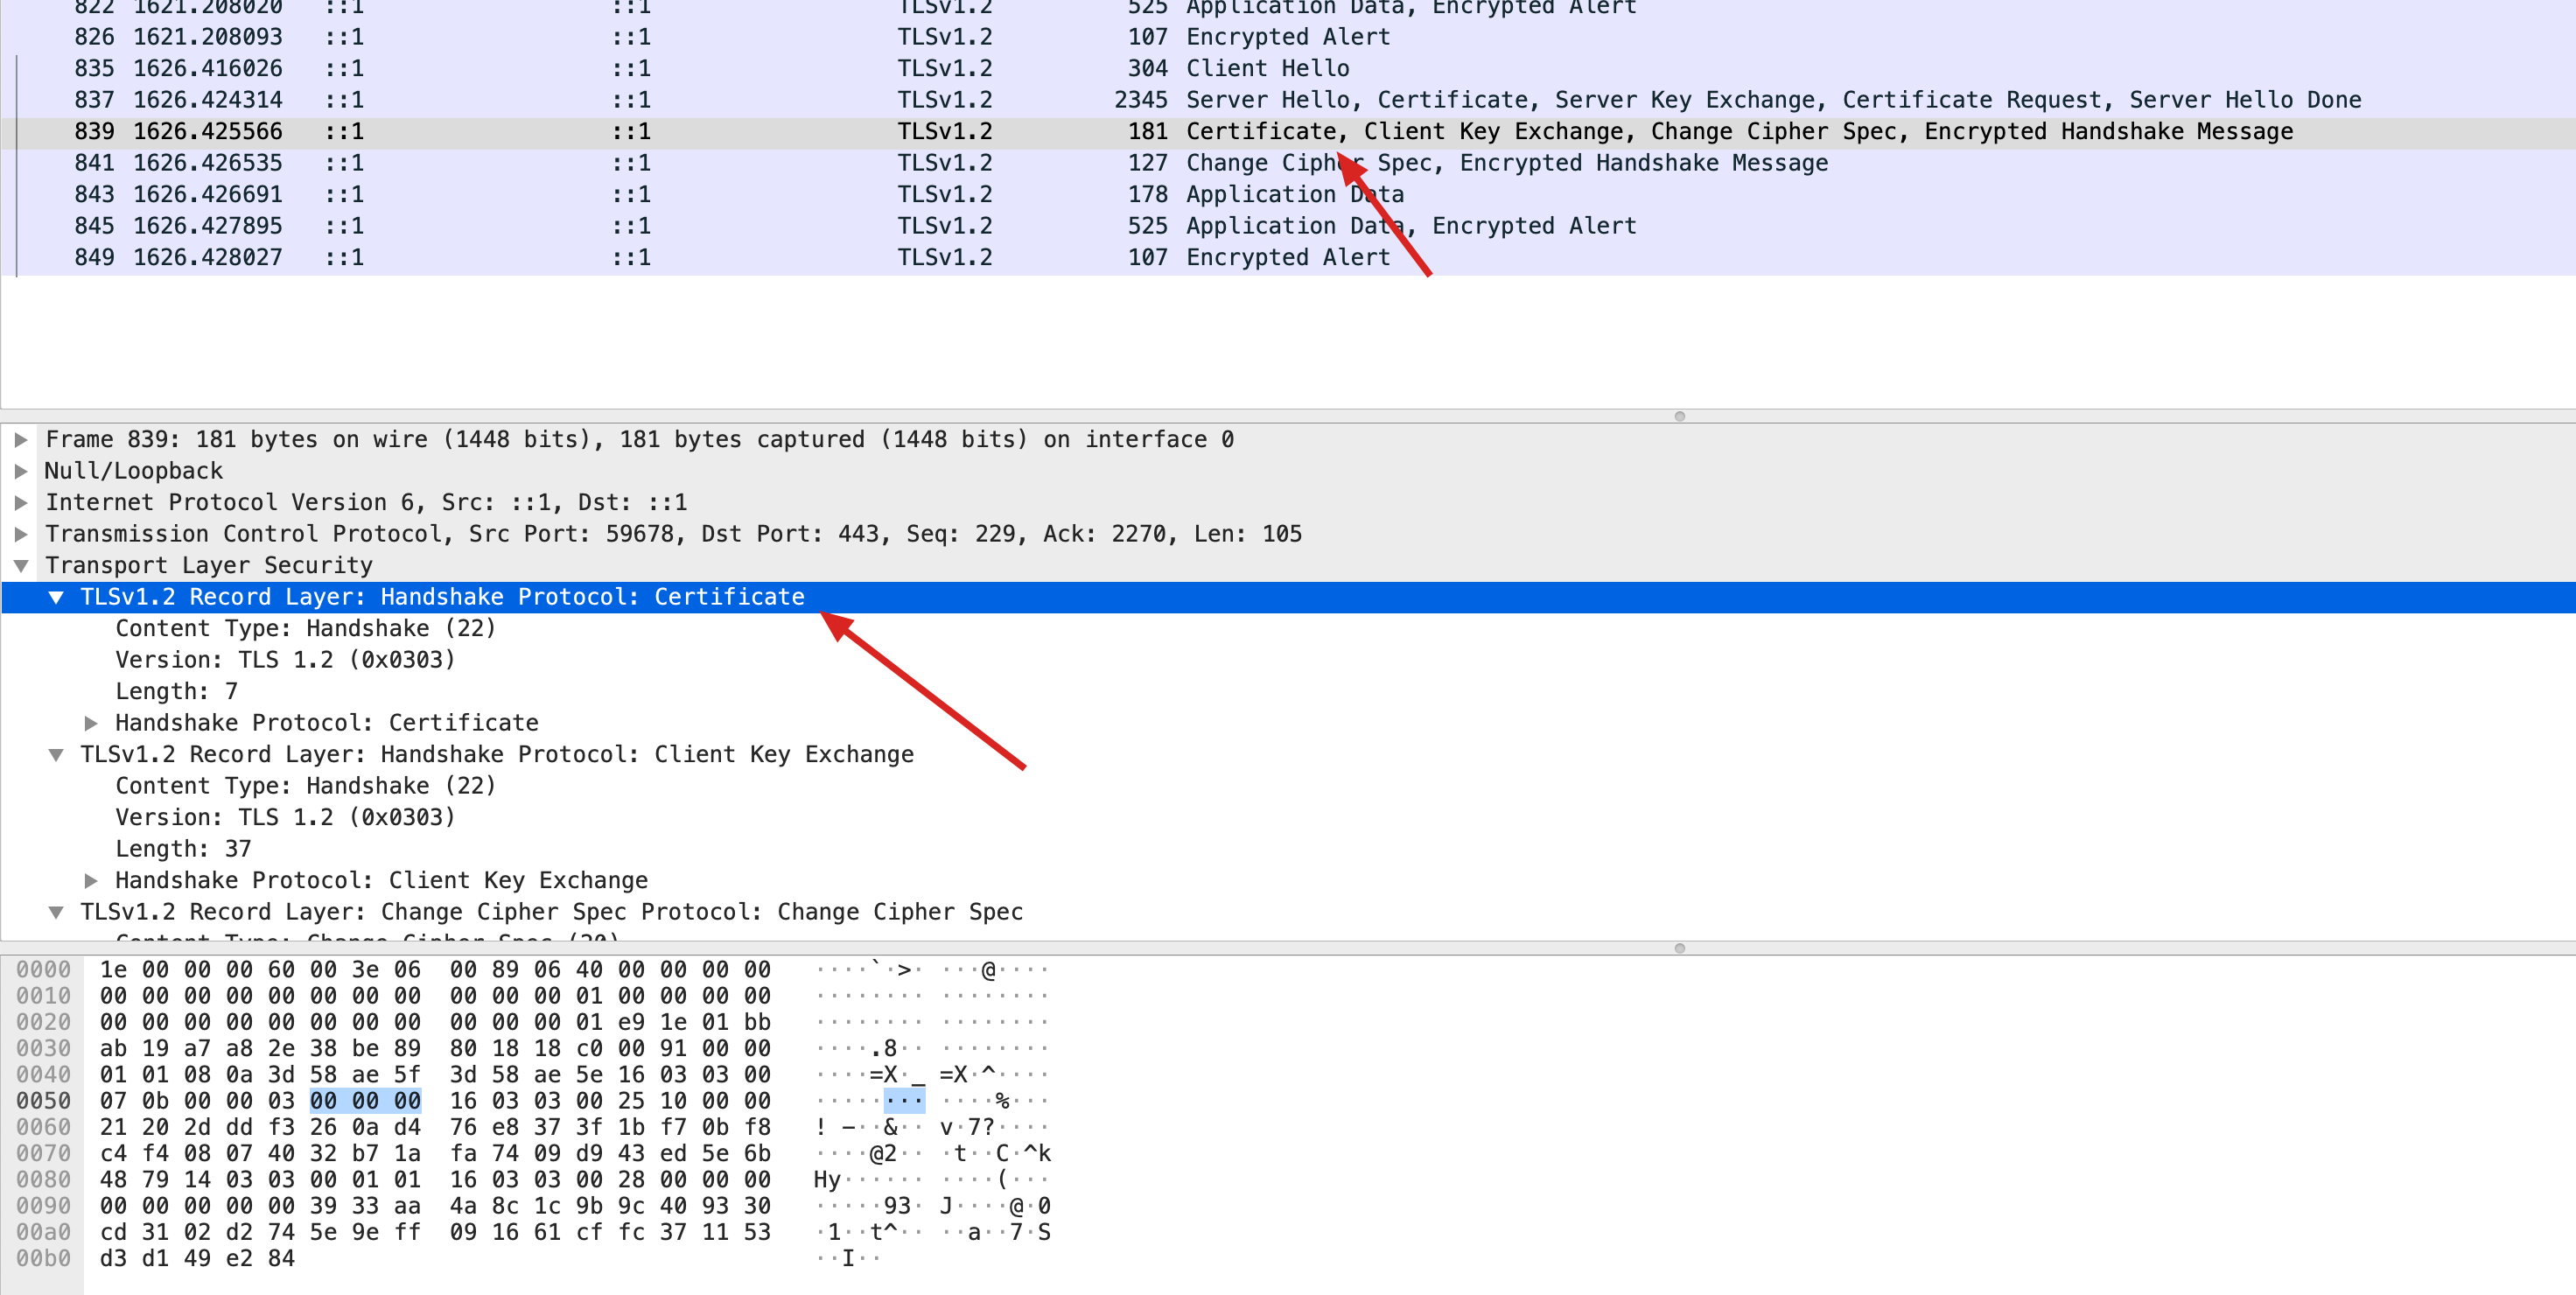 822 1621.208020 ::1 ::1 TLSv1.2 525 Application Data, Encrypted Alert
826 1621.208093 ::1 ::1 TLSv1.2 107 Encrypted Alert
835 1626.416026 ::1 ::1 TLSv1.2 304 Client Hello
837 1626.424314 ::1 ::1 TLSv1.2 2345 Server Hello, Certificate, Server Key Exchange, Certificate Request, Server Hello Done
839 1626.425566 ::1 ::1 TLSv1.2 181 Certificate, Client Key Exchange, Change Cipher Spec, Encrypted Handshake Message
841 1626.426535 ::1 ::1 TLSv1.2 127 Change Cipher Spec, Encrypted Handshake Message
843 1626.426691 ::1 ::1 TLSv1.2 178 Application Data
845 1626.427895 ::1 ::1 TLSv1.2 525 Application Data, Encrypted Alert
849 1626.428027 ::1 ::1 TLSv1.2 107 Encrypted Alert
Frame 839: 181 bytes on wire (1448 bits), 181 bytes captured (1448 bits) on interface 0
Null/Loopback
Internet Protocol Version 6, Src: ::1, Dst: ::1
Transmission Control Protocol, Src Port: 59678, Dst Port: 443, Seq: 229, Ack: 2270, Len: 105
Transport Layer Security
TLSv1.2 Record Layer: Handshake Protocol: Certificate
Content Type: Handshake (22)
Version: TLS 1.2 (0x0303)
Length: 7
Handshake Protocol: Certificate
TLSv1.2 Record Layer: Handshake Protocol: Client Key Exchange
Content Type: Handshake (22)
Version: TLS 1.2 (0x0303)
Length: 37
Handshake Protocol: Client Key Exchange
TLSv1.2 Record Layer: Change Cipher Spec Protocol: Change Cipher Spec
Content Type: Change Cipher Spec (20)
0000 1e 00 00 00 60 00 3e 06 00 89 06 40 00 00 00 00 ····`·>· ···@····
0010 00 00 00 00 00 00 00 00 00 00 00 01 00 00 00 00 ········ ········
0020 00 00 00 00 00 00 00 00 00 00 00 01 e9 1e 01 bb ········ ········
0030 ab 19 a7 a8 2e 38 be 89 80 18 18 c0 00 91 00 00 ····.8·· ········
0040 01 01 08 0a 3d 58 ae 5f 3d 58 ae 5e 16 03 03 00 ····=X·_ =X·^····
0050 07 0b 00 00 03 00 00 00 16 03 03 00 25 10 00 00 ········ ····%···
0060 21 20 2d dd f3 26 0a d4 76 e8 37 3f 1b f7 0b f8 ! -··&·· v·7?····
0070 c4 f4 08 07 40 32 b7 1a fa 74 09 d9 43 ed 5e 6b ····@2·· ·t··C·^k
0080 48 79 14 03 03 00 01 01 16 03 03 00 28 00 00 00 Hy······ ····(···
0090 00 00 00 00 00 39 33 aa 4a 8c 1c 9b 9c 40 93 30 ·····93· J····@·0
00a0 cd 31 02 d2 74 5e 9e ff 09 16 61 cf fc 37 11 53 ·1··t^·· ··a··7·S
00b0 d3 d1 49 e2 84 ··I··